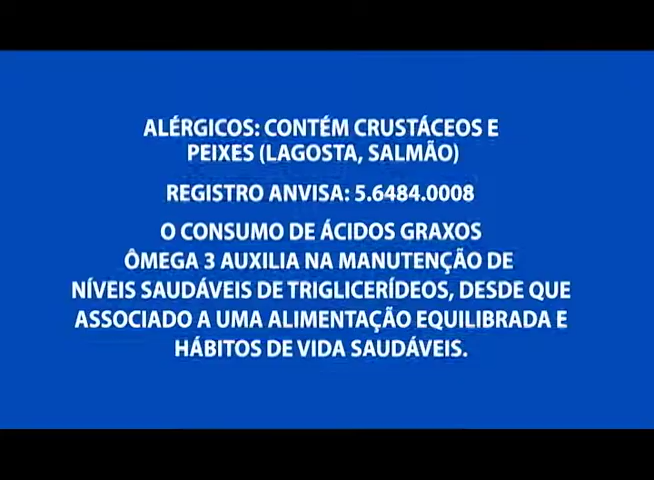 ALÉRGICOS: CONTÉM CRUSTÁCEOS E
PEIXES (LAGOSTA, SALMÃO)
REGISTRO ANVISA: 5.6484.0008
O CONSUMO DE ÁCIDOS GRAXOS
ÔMEGA 3 AUXILIA NA MANUTENÇÃO DE
NÍVEIS SAUDÁVEIS DE TRIGLICERÍDEOS, DESDE QUE
ASSOCIADO A UMA ALIMENTAÇÃO EQUILIBRADA E
HÁBITOS DE VIDA SAUDÁVEIS.